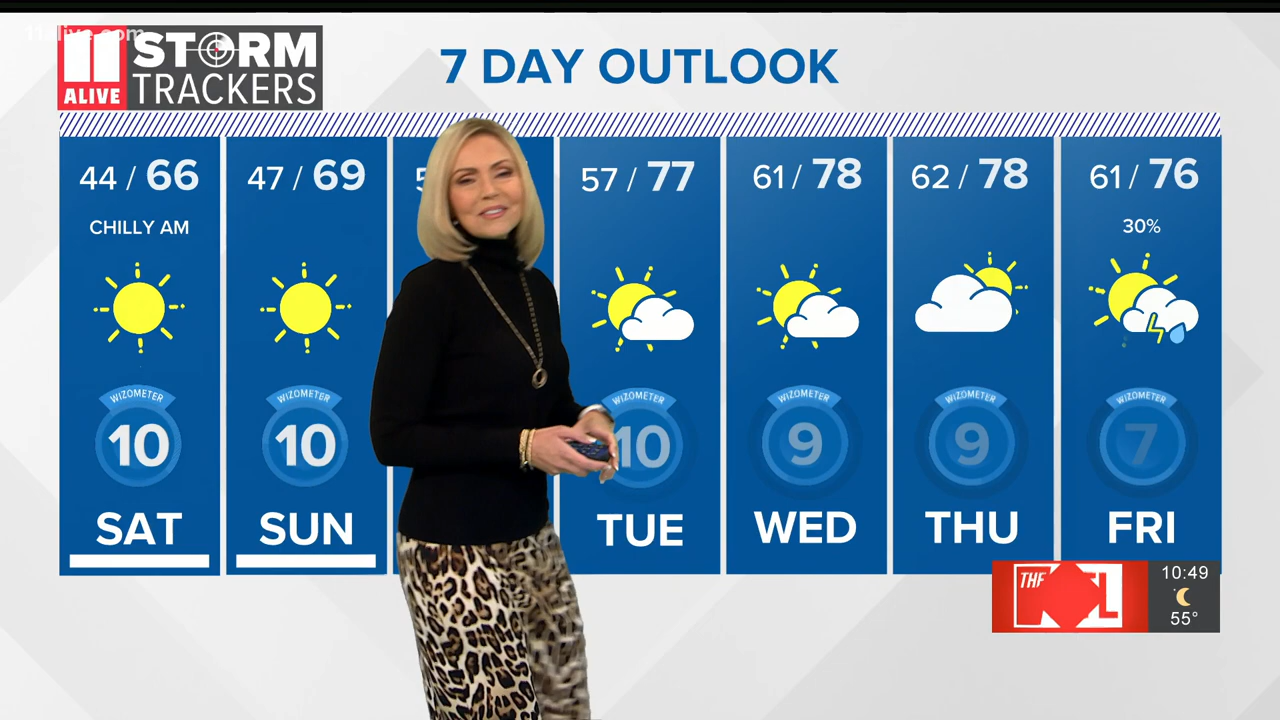 11alive.com
11
ALIVE
STORM
TRACKERS
7 DAY OUTLOOK
44 / 66
CHILLY AM
WIZOMETER
10
SAT
47 / 69
WIZOMETER
10
SUN
57 / 77
WIZOMETER
10
TUE
61 / 78
WIZOMETER
9
WED
62 / 78
WIZOMETER
9
THU
61 / 76
30%
WIZOMETER
7
FRI
THE
10:49
55°